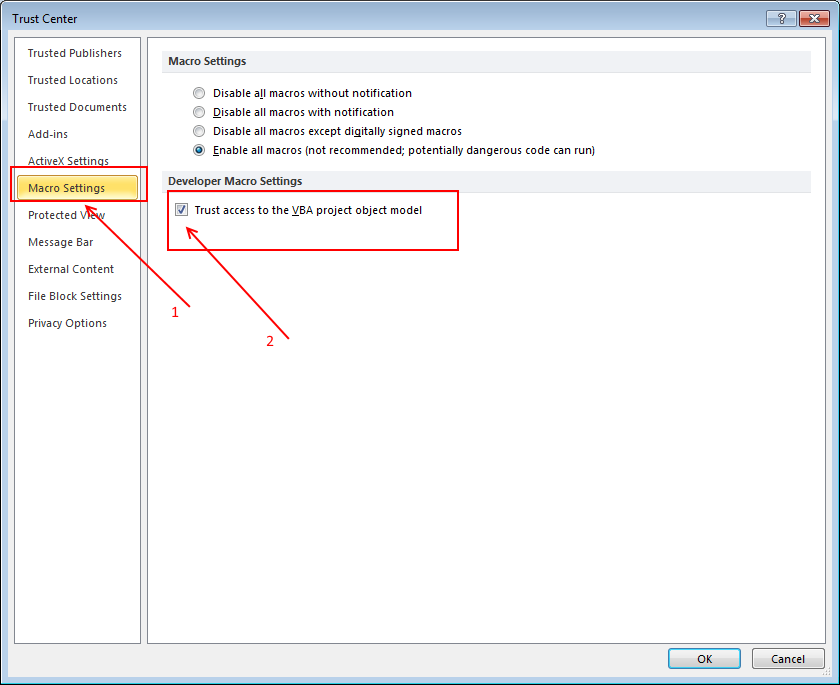 Trust Center
Trusted Publishers
Trusted Locations
Trusted Documents
Add-ins
ActiveX Settings
Macro Settings
Protected View
Message Bar
External Content
File Block Settings
Privacy Options
1
Macro Settings
Disable all macros without notification
Disable all macros with notification
Disable all macros except digitally signed macros
Enable all macros (not recommended; potentially dangerous code can run)
Developer Macro Settings
Trust access to the VBA project object model
2
OK
Cancel